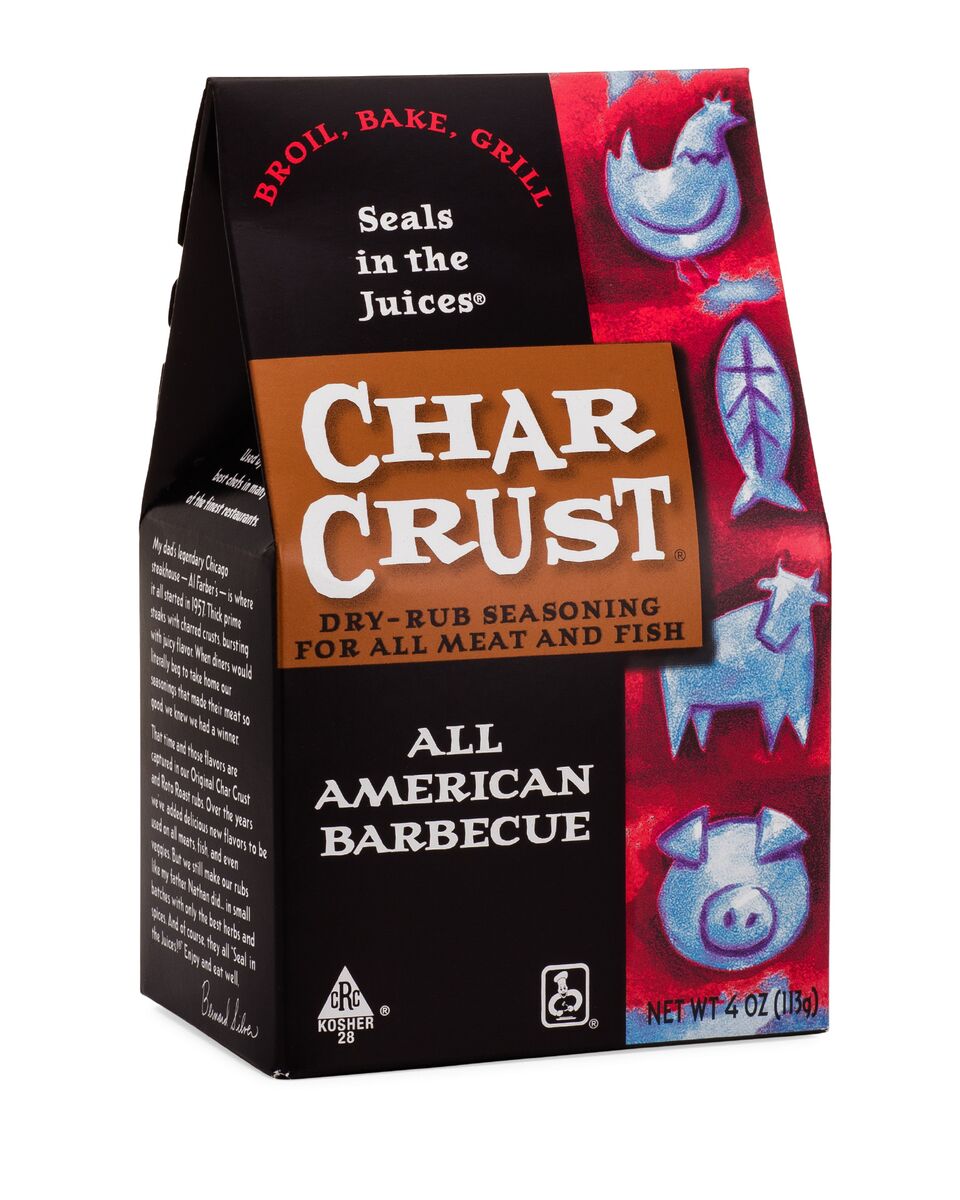 BROIL, BAKE, GRILL
Seals
in the
Juices®
CHAR
CRUST®
DRY-RUB SEASONING
FOR ALL MEAT AND FISH
ALL
AMERICAN
BARBECUE
cRc
KOSHER
28
®
®
NET WT 4 OZ (113g)
Used by
best chefs in many
of the finest restaurants.
My dad's legendary Chicago
steakhouse — Al Farber's — is where
it all started in 1957. Thick prime
steaks with charred crusts, bursting
with juicy flavor. When diners would
literally beg to take home our
seasonings that made their meat so
good, we knew we had a winner.
That time and those flavors are
captured in our Original Char Crust
and Roto Roast rubs. Over the years
we've added delicious new flavors to be
used on all meats, fish, and even
veggies. But we still make our rubs
like my father Nathan did... in small
batches with only the best herbs and
spices. And of course, they all "Seal in
the Juices!®" Enjoy and eat well.
Bernard Silver